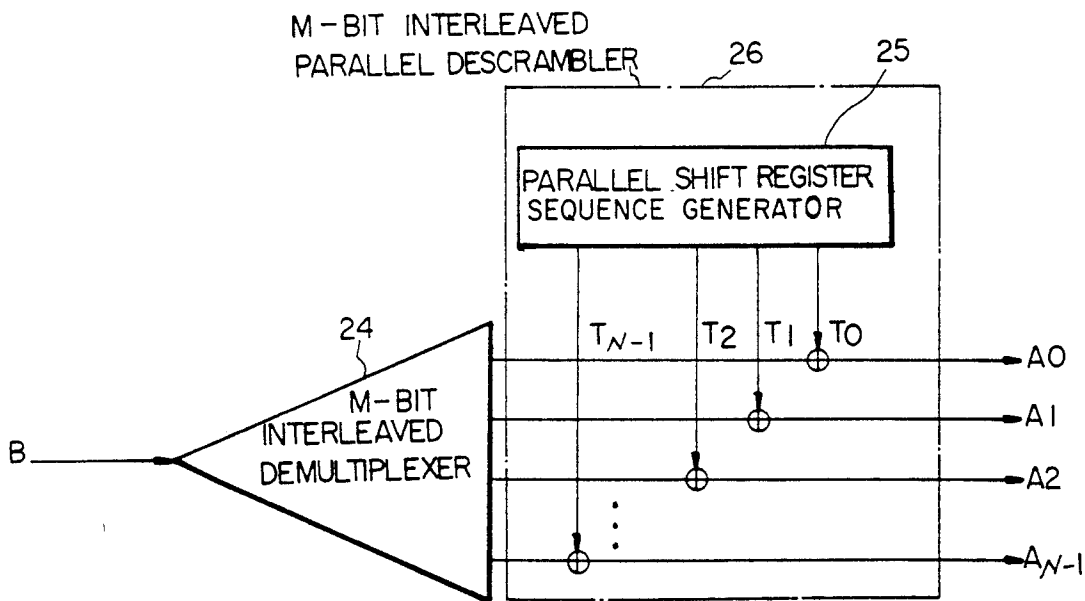 M-BIT INTERLEAVED
PARALLEL DESCRAMBLER
26
25
PARALLEL SHIFT REGISTER
SEQUENCE GENERATOR
24
TN-1
T2
T1
T0
A0
M-BIT
INTERLEAVED
DEMULTIPLEXER
A1
B
A2
AN-1